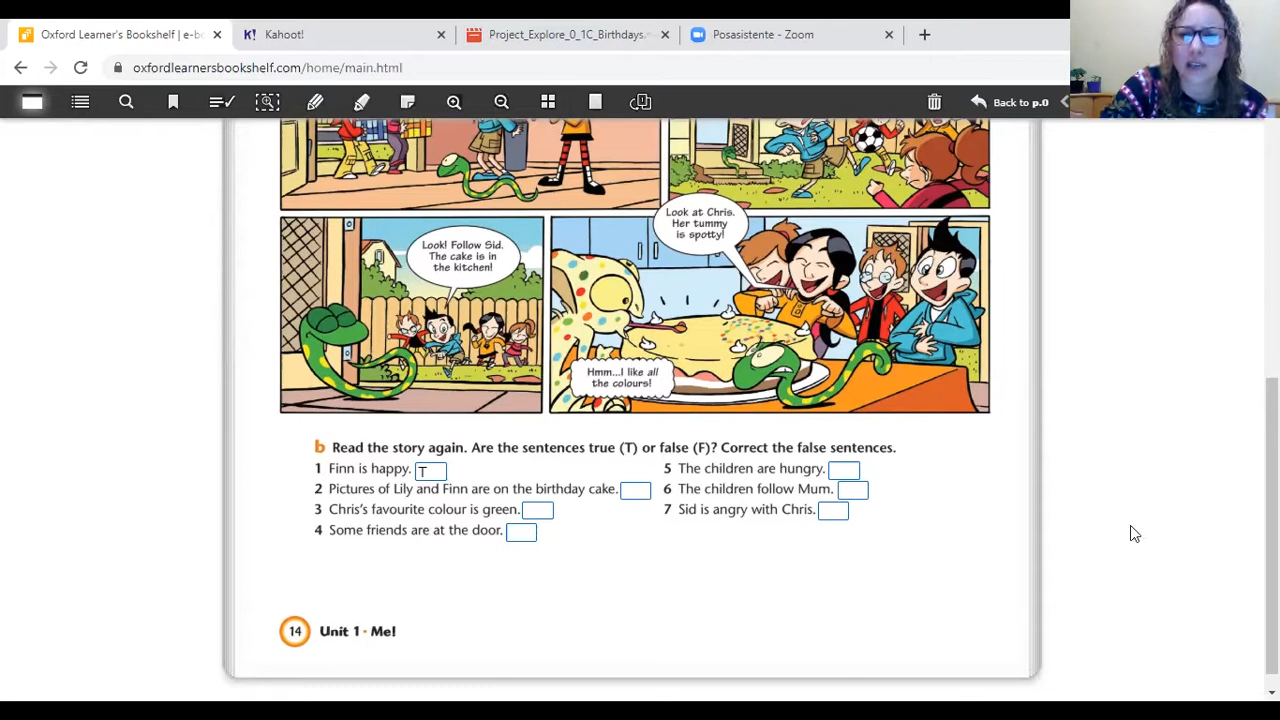 Oxford Learner's Bookshelf | e-bo
Kahoot!
Project_Explore_0_1C_Birthdays.
Posasistente - Zoom
oxfordlearnersbookshelf.com/home/main.html
Back to p.0
Look at Chris.
Her tummy
is spotty!
Look! Follow Sid.
The cake is in
the kitchen!
Hmm...I like all
the colours!
b Read the story again. Are the sentences true (T) or false (F)? Correct the false sentences.
1 Finn is happy. T
2 Pictures of Lily and Finn are on the birthday cake.
3 Chris's favourite colour is green.
4 Some friends are at the door.
5 The children are hungry.
6 The children follow Mum.
7 Sid is angry with Chris.
14 Unit 1 · Me!